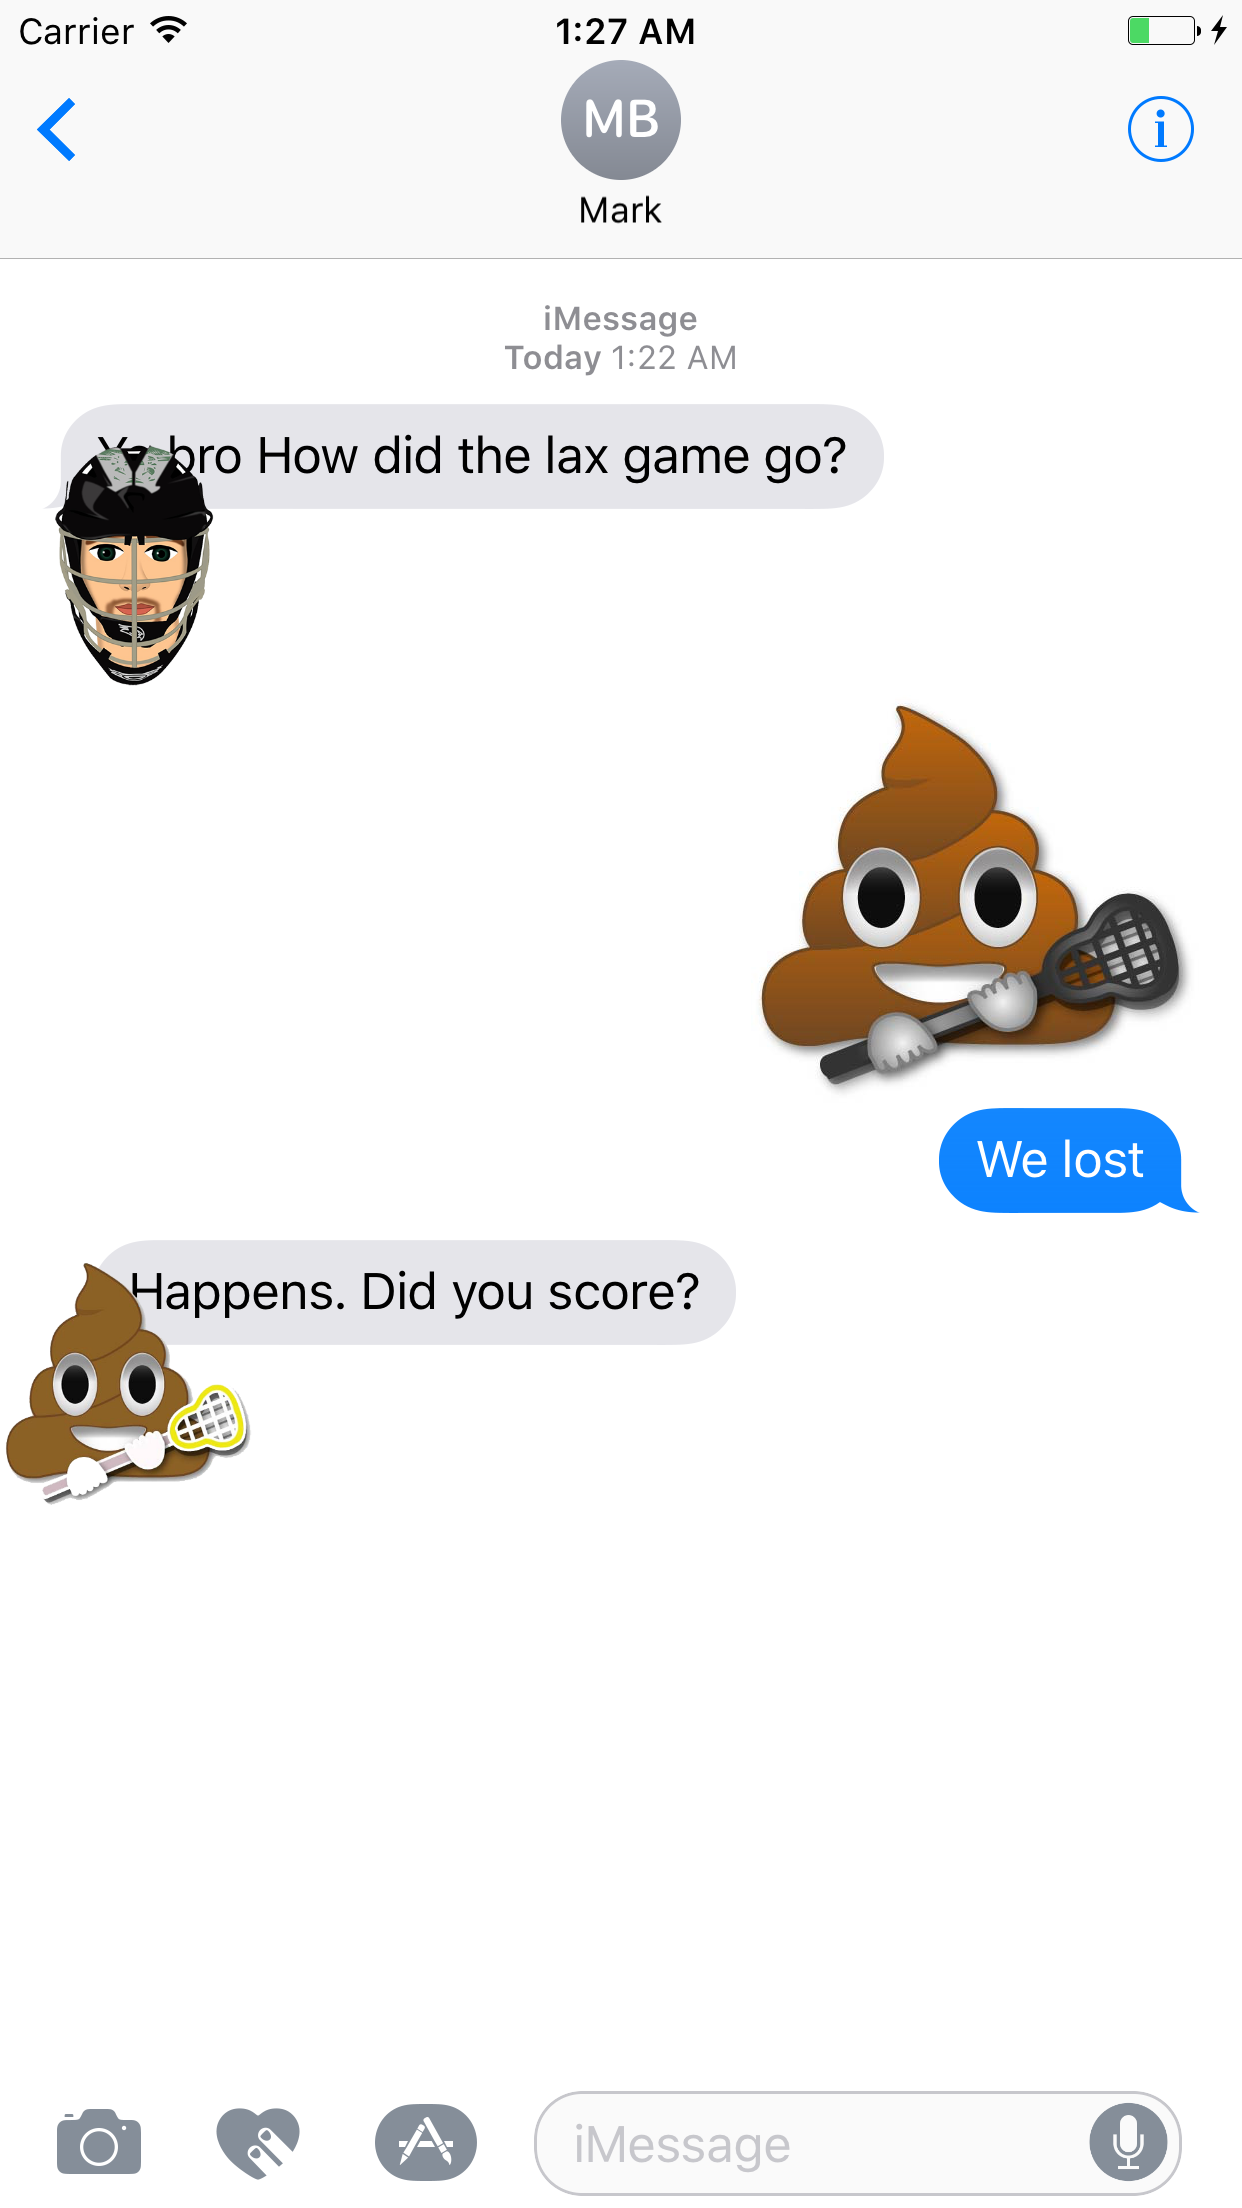 Carrier
1:27 AM
MB
i
Mark
iMessage
Today 1:22 AM
bro How did the lax game go?
We lost
Happens. Did you score?
iMessage